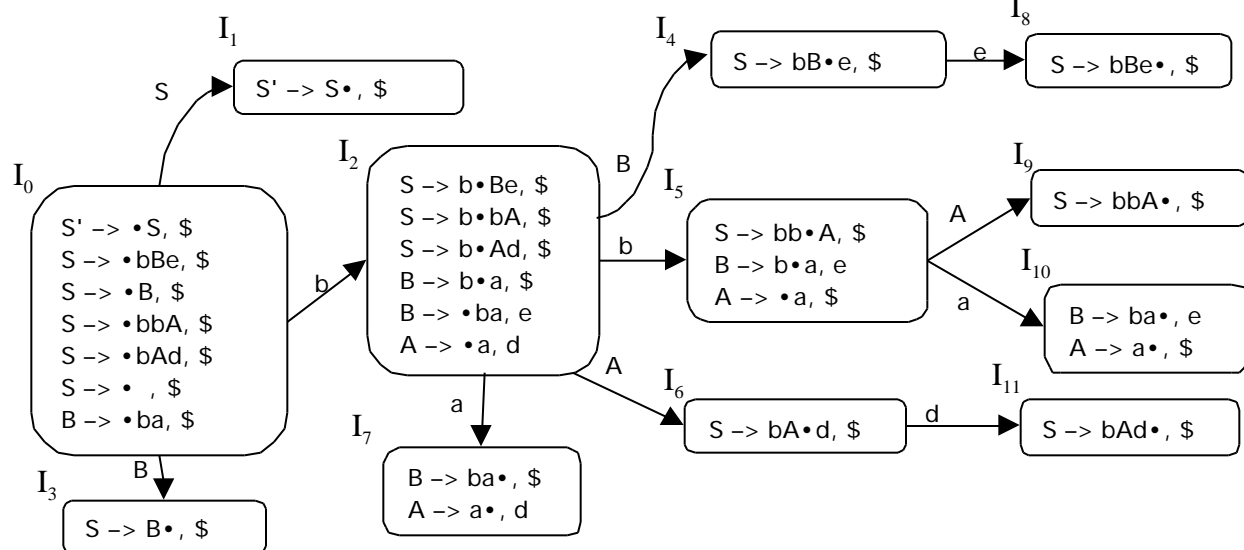 I0
S' –> •S, $
S –> •bBe, $
S –> •B, $
S –> •bbA, $
S –> •bAd, $
S –> • , $
B –> •ba, $
S
I1
S' –> S•, $
b
B
I3
S –> B•, $
I2
S –> b•Be, $
S –> b•bA, $
S –> b•Ad, $
B –> b•a, $
B –> •ba, e
A –> •a, d
B
I4
S –> bB•e, $
e
I8
S –> bBe•, $
b
I5
S –> bb•A, $
B –> b•a, e
A –> •a, $
A
I9
S –> bbA•, $
a
I10
B –> ba•, e
A –> a•, $
A
I6
S –> bA•d, $
d
I11
S –> bAd•, $
a
I7
B –> ba•, $
A –> a•, d